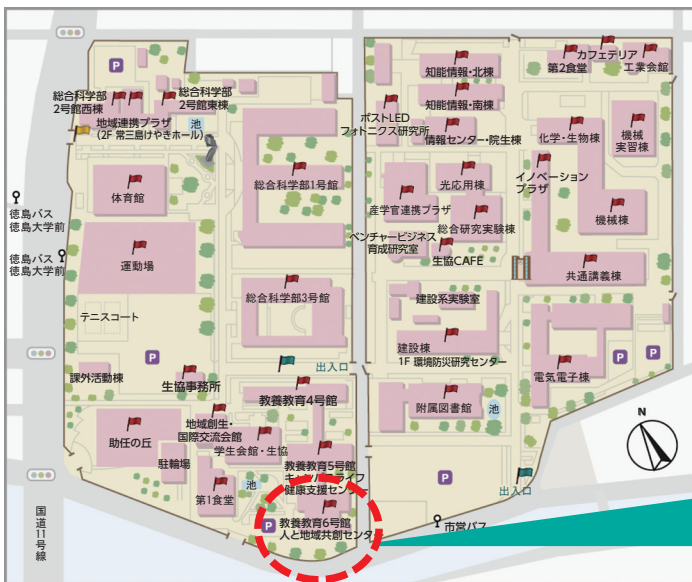 P
総合科学部
2号館西棟
総合科学部
2号館東棟
地域連携プラザ
(2F 常三島けやきホール)
池
体育館
総合科学部1号館
徳島バス
徳島大学前
徳島バス
徳島大学前
運動場
テニスコート
総合科学部3号館
P
課外活動棟
生協事務所
出入口
教養教育4号館
助任の丘
地域創生・
国際交流会館
学生会館・生協
駐輪場
第1食堂
池
教養教育5号館
キャンパスライフ
健康支援センター
P
教養教育6号館
人と地域共創センター
国道11号線
知能情報・北棟
知能情報・南棟
ポストLED
フォトニクス研究所
情報センター・院生棟
カフェテリア
第2食堂
工業会館
化学・生物棟
機械
実習棟
イノベーション
プラザ
光応用棟
産学官連携プラザ
総合研究実験棟
機械棟
ベンチャービジネス
育成研究室
生協CAFE
共通講義棟
建設系実験室
建設棟
1F 環境防災研究センター
電気電子棟
P
P
附属図書館
池
N
P
出入口
市営バス